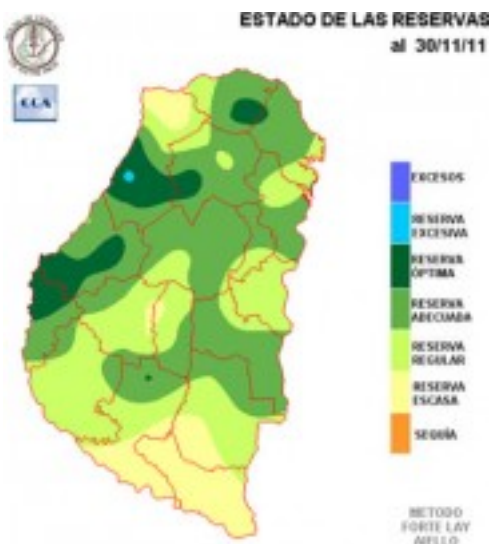 ESTADO DE LAS RESERVAS
al 30/11/11
CCA
EXCESOS
RESERVA
EXCESIVA
RESERVA
ÓPTIMA
RESERVA
ADECUADA
RESERVA
REGULAR
RESERVA
ESCASA
SEQUÍA
METODO
FORTE LAY
AIELLO